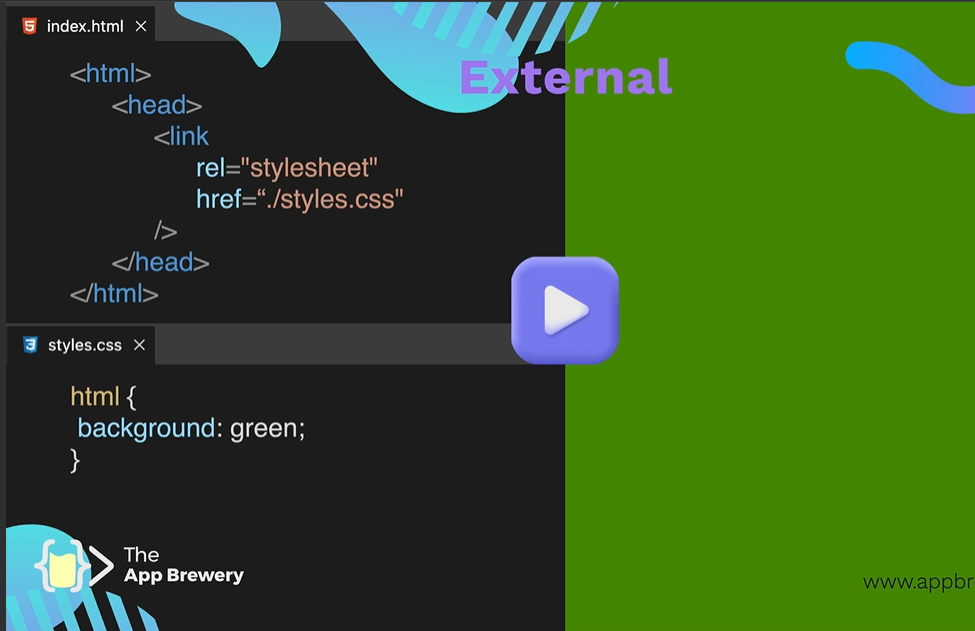 index.html
External
<html>
<head>
<link
rel="stylesheet"
href=“./styles.css"
/>
</head>
</html>
styles.css
html {
background: green;
}
The
App Brewery
www.appbr